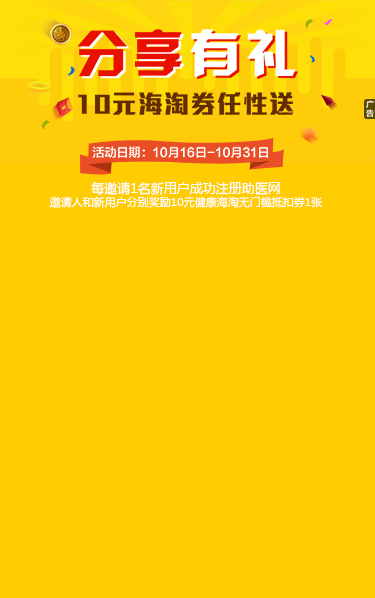 分享有礼
10元海淘券任性送
广告
活动日期：10月16日-10月31日
每邀请1名新用户成功注册助医网
邀请人和新用户分别奖励10元健康海淘无门槛抵扣券1张